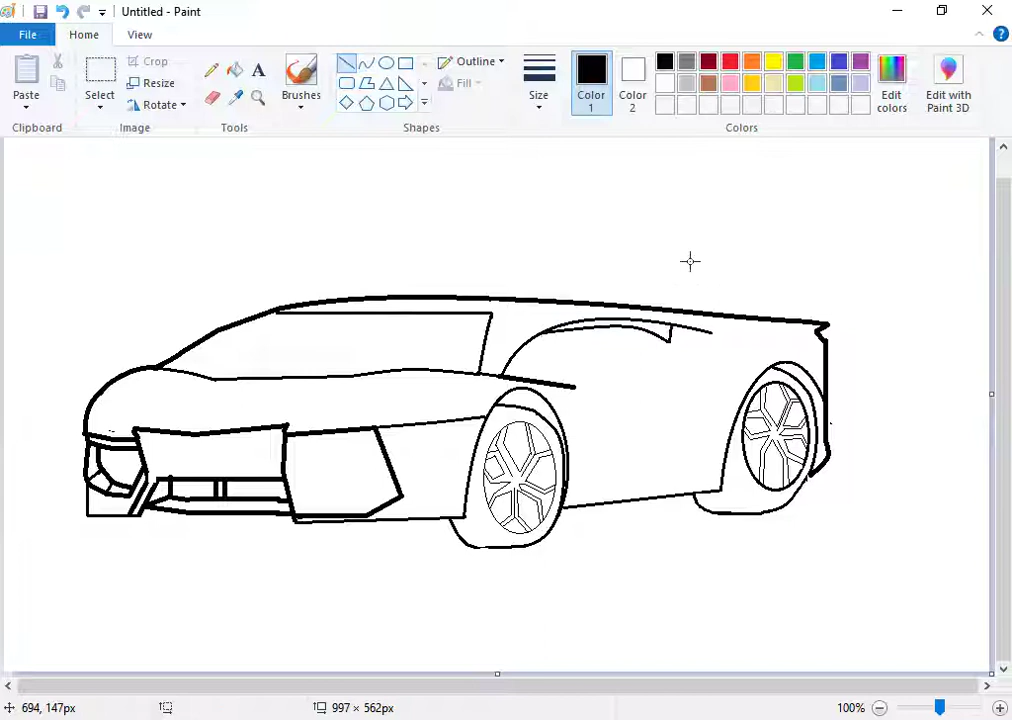 Untitled - Paint
File
Home
View
Paste
Clipboard
Select
Crop
Resize
Rotate
Image
A
Tools
Brushes
Shapes
Outline
Fill
Size
Color
1
Color
2
Colors
Edit
colors
Edit with
Paint 3D
694, 147px
997 × 562px
100%